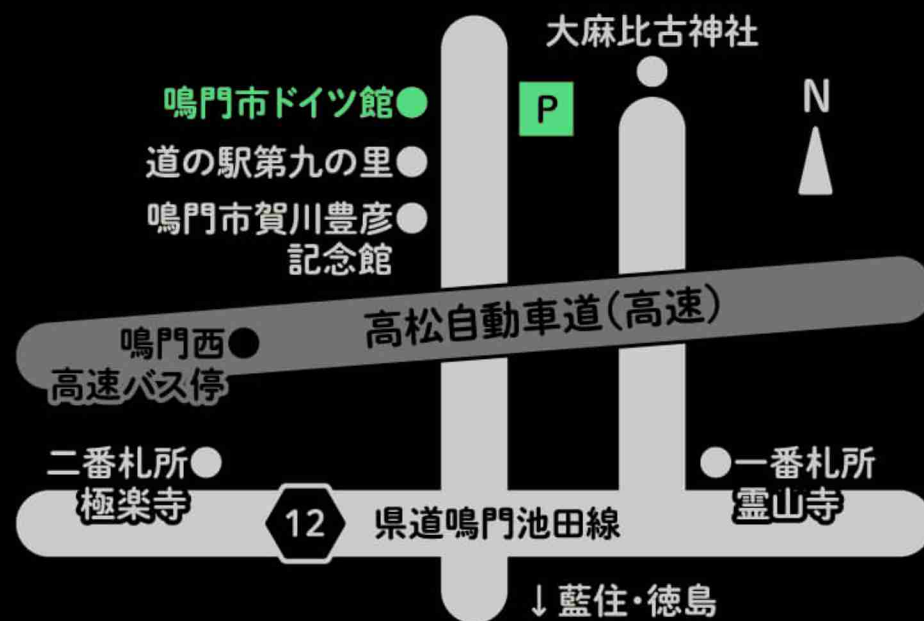 大麻比古神社
鳴門市ドイツ館
P
N
道の駅第九の里
鳴門市賀川豊彦
記念館
高松自動車道(高速)
鳴門西
高速バス停
二番札所
極楽寺
一番札所
霊山寺
12
県道鳴門池田線
↓藍住・徳島